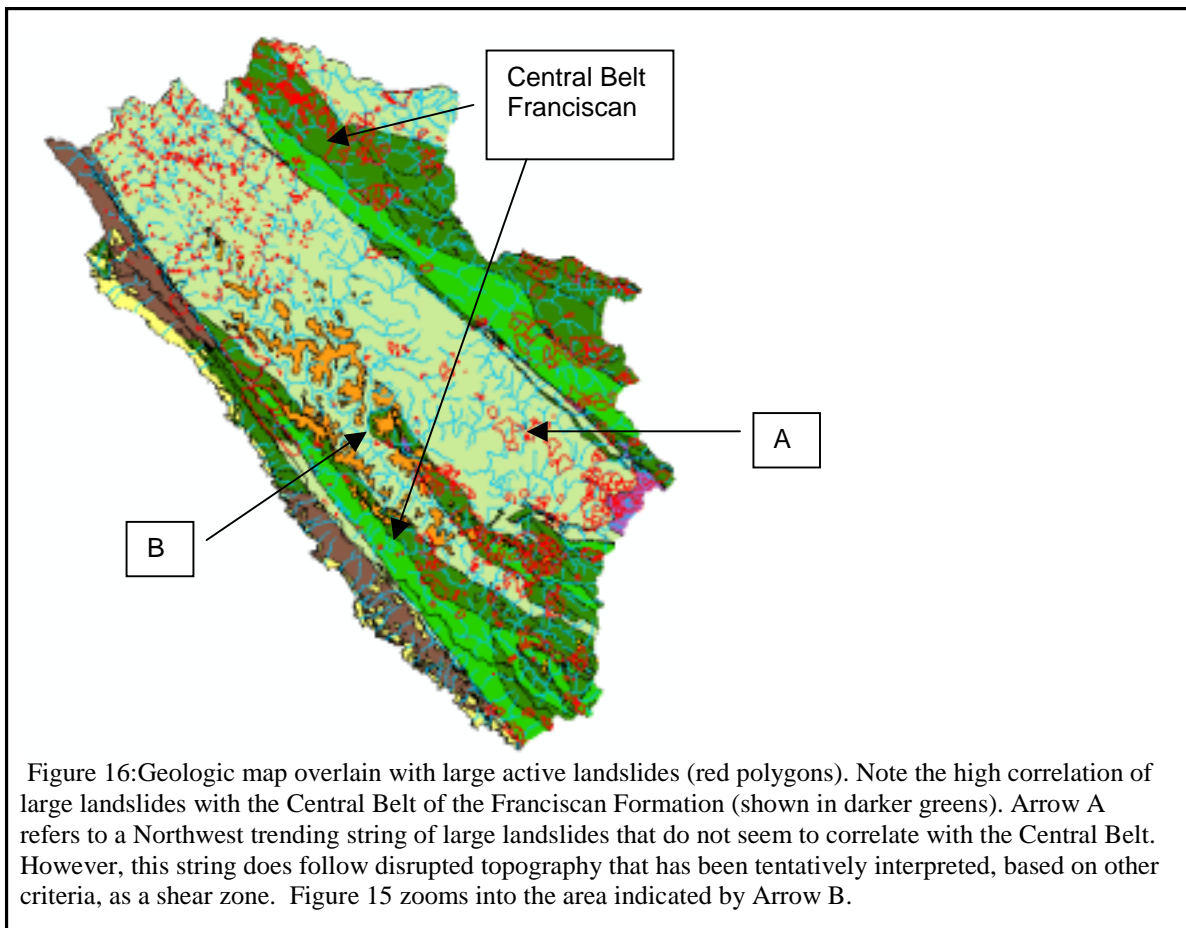 Central Belt
Franciscan
A
B
Figure 16:Geologic map overlain with large active landslides (red polygons). Note the high correlation of
large landslides with the Central Belt of the Franciscan Formation (shown in darker greens). Arrow A
refers to a Northwest trending string of large landslides that do not seem to correlate with the Central Belt.
However, this string does follow disrupted topography that has been tentatively interpreted, based on other
criteria, as a shear zone.  Figure 15 zooms into the area indicated by Arrow B.